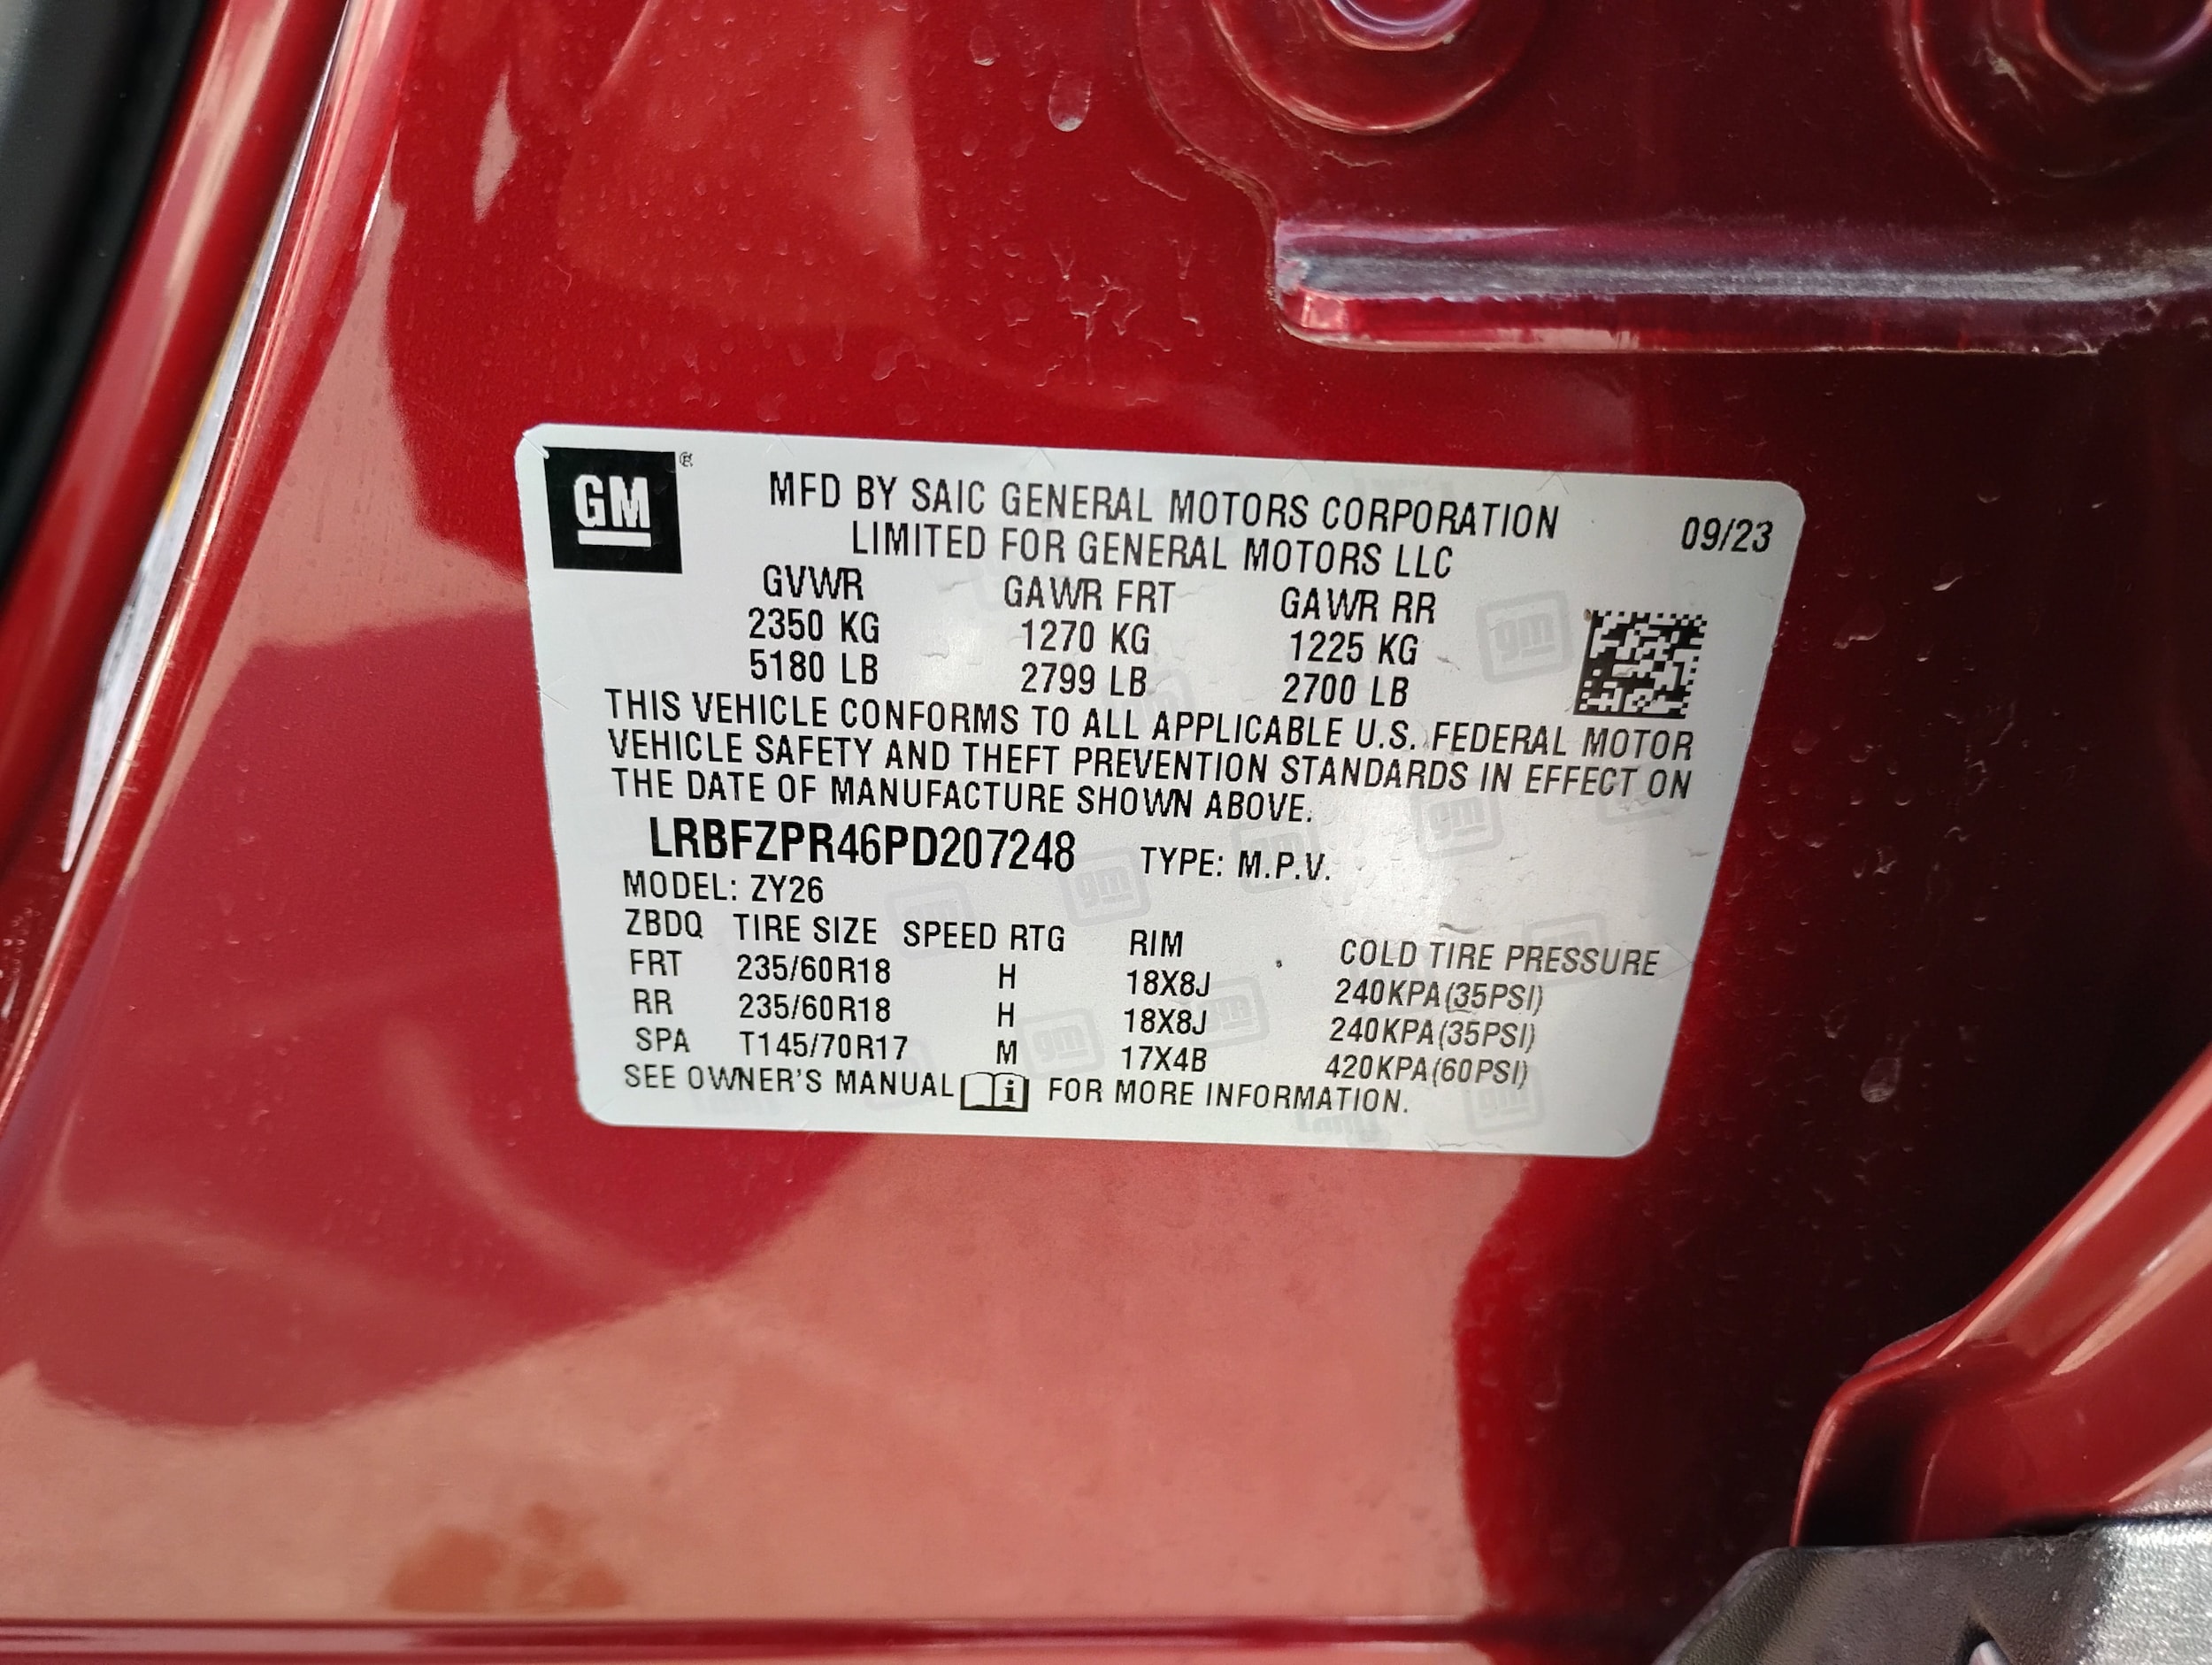 GM ®
MFD BY SAIC GENERAL MOTORS CORPORATION
LIMITED FOR GENERAL MOTORS LLC
09/23
GVWR GAWR FRT GAWR RR
2350 KG 1270 KG 1225 KG
5180 LB 2799 LB 2700 LB
THIS VEHICLE CONFORMS TO ALL APPLICABLE U.S. FEDERAL MOTOR
VEHICLE SAFETY AND THEFT PREVENTION STANDARDS IN EFFECT ON
THE DATE OF MANUFACTURE SHOWN ABOVE.
LRBFZPR46PD207248 TYPE: M.P.V.
MODEL: ZY26
ZBDQ TIRE SIZE SPEED RTG RIM COLD TIRE PRESSURE
FRT 235/60R18 H 18X8J 240KPA(35PSI)
RR 235/60R18 H 18X8J 240KPA(35PSI)
SPA T145/70R17 M 17X4B 420KPA(60PSI)
SEE OWNER'S MANUAL i FOR MORE INFORMATION.